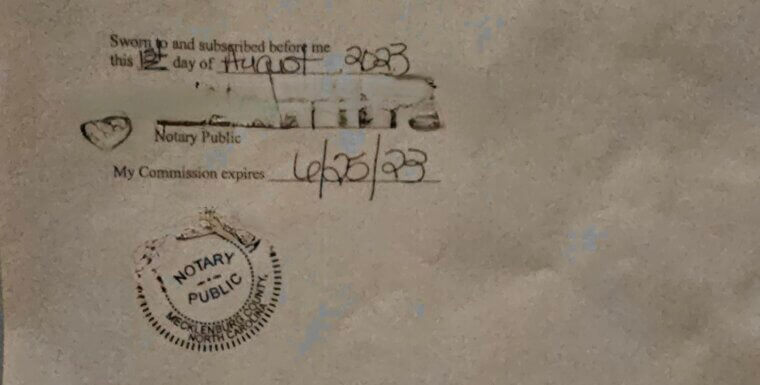 Sworn to and subscribed before me
this 1st day of August 2023
Notary Public
My Commission expires 6/25/23
NOTARY
PUBLIC
MECKLENBURG COUNTY,
NORTH CAROLINA